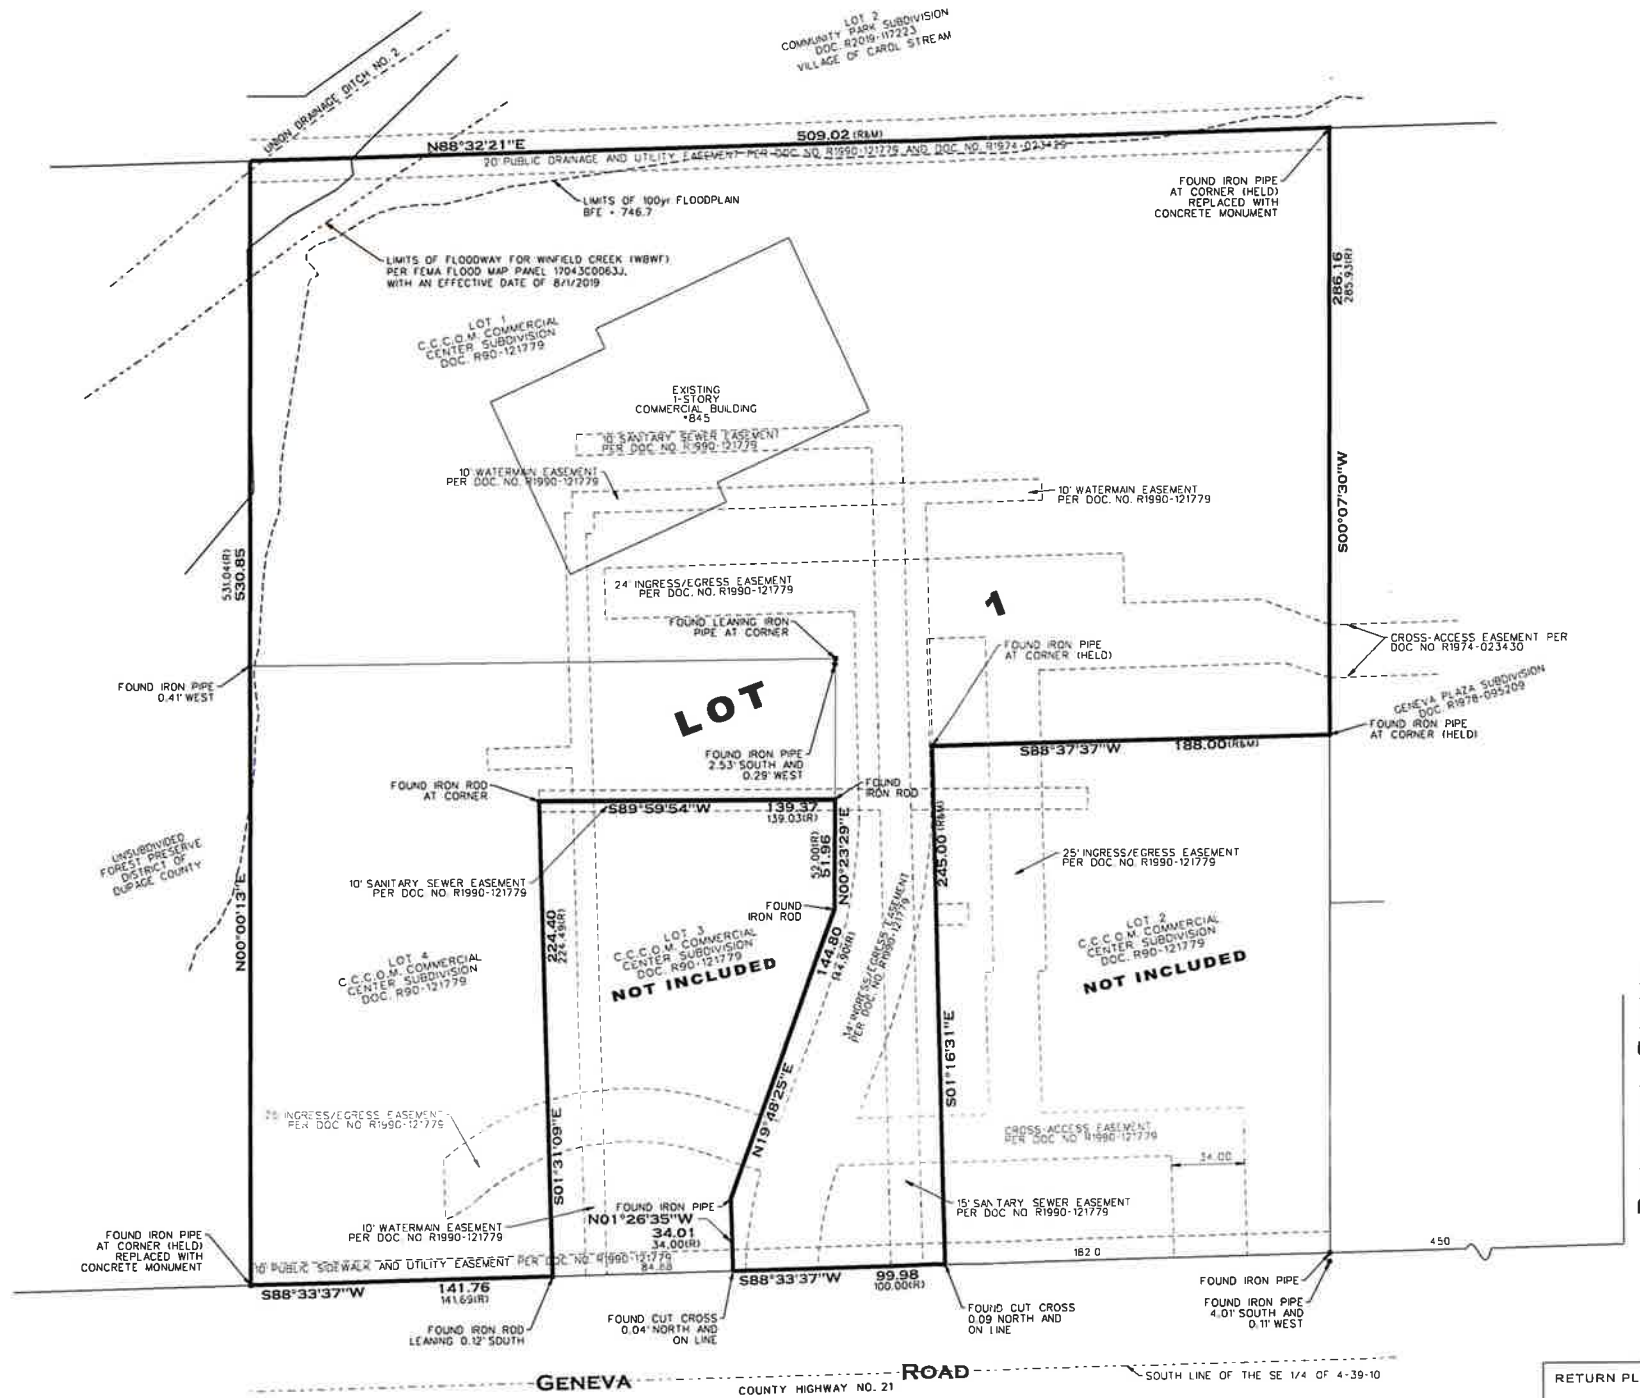 LOT 2
COMMUNITY PARK SUBDIVISION
DOC. R2019-117223
VILLAGE OF CAROL STREAM
UNION DRAINAGE DITCH NO. 2
N88°32'21"E
509.02 (R&M)
20' PUBLIC DRAINAGE AND UTILITY EASEMENT PER DOC. NO. R1990-121779 AND DOC. NO. R1974-023429
FOUND IRON PIPE
AT CORNER (HELD)
REPLACED WITH
CONCRETE MONUMENT
LIMITS OF 100yr FLOODPLAIN
BFE = 746.7
LIMITS OF FLOODWAY FOR WINFIELD CREEK (WBWF)
PER FEMA FLOOD MAP PANEL 17043C0063J,
WITH AN EFFECTIVE DATE OF 8/1/2019
286.16
285.93(R)
LOT 1
C.C.C.O.M. COMMERCIAL
CENTER SUBDIVISION
DOC. R90-121779
EXISTING
1-STORY
COMMERCIAL BUILDING
#845
10' SANITARY SEWER EASEMENT
PER DOC. NO. R1990-121779
10' WATERMAIN EASEMENT
PER DOC. NO. R1990-121779
10' WATERMAIN EASEMENT
PER DOC. NO. R1990-121779
S00°07'30"W
531.04(R)
530.85
24' INGRESS/EGRESS EASEMENT
PER DOC. NO. R1990-121779
1
FOUND LEANING IRON
PIPE AT CORNER
FOUND IRON PIPE
AT CORNER (HELD)
CROSS-ACCESS EASEMENT PER
DOC NO R1974-023430
FOUND IRON PIPE
0.41' WEST
LOT
GENEVA PLAZA SUBDIVISION
DOC. R1978-095209
FOUND IRON PIPE
AT CORNER (HELD)
S88°37'37"W
188.00(R&M)
FOUND IRON PIPE
2.53' SOUTH AND
0.29' WEST
FOUND IRON ROD
AT CORNER
FOUND
IRON ROD
S89°59'54"W
139.37
139.03(R)
52.00(R)
51.96
N00°23'29"E
245.00 (R&M)
UNSUBDIVIDED
FOREST PRESERVE
DISTRICT OF
DUPAGE COUNTY
25' INGRESS/EGRESS EASEMENT
PER DOC. NO. R1990-121779
10' SANITARY SEWER EASEMENT
PER DOC NO. R1990-121779
FOUND
IRON ROD
N00°00'13"E
224.40
224.49(R)
LOT 3
C.C.C.O.M. COMMERCIAL
CENTER SUBDIVISION
DOC. R90-121779
NOT INCLUDED
144.80
144.90(R)
14' INGRESS/EGRESS EASEMENT
PER DOC. NO. R1990-121779
LOT 2
C.C.C.O.M. COMMERCIAL
CENTER SUBDIVISION
DOC. R90-121779
NOT INCLUDED
LOT 4
C.C.C.O.M. COMMERCIAL
CENTER SUBDIVISION
DOC. R90-121779
S01°16'31"E
N19°48'25"E
INGRESS/EGRESS EASEMENT
PER DOC NO R1990-121779
S01°31'09"E
CROSS-ACCESS EASEMENT
PER DOC NO R1990-121779
34.00
15' SANITARY SEWER EASEMENT
PER DOC NO R1990-121779
FOUND IRON PIPE
N01°26'35"W
34.01
34.00(R)
10' WATERMAIN EASEMENT
PER DOC NO R1990-121779
FOUND IRON PIPE
AT CORNER (HELD)
REPLACED WITH
CONCRETE MONUMENT
10' PUBLIC SIDEWALK AND UTILITY EASEMENT PER DOC. NO. R1990-121779
84.88
182.0
450
S88°33'37"W
141.76
141.69(R)
S88°33'37"W
99.98
100.00(R)
FOUND IRON PIPE
FOUND IRON PIPE
4.01' SOUTH AND
0.11' WEST
FOUND IRON ROD
LEANING 0.12' SOUTH
FOUND CUT CROSS
0.04' NORTH AND
ON LINE
FOUND CUT CROSS
0.09 NORTH AND
ON LINE
GENEVA ROAD
COUNTY HIGHWAY NO. 21
SOUTH LINE OF THE SE 1/4 OF 4-39-10
RETURN PL